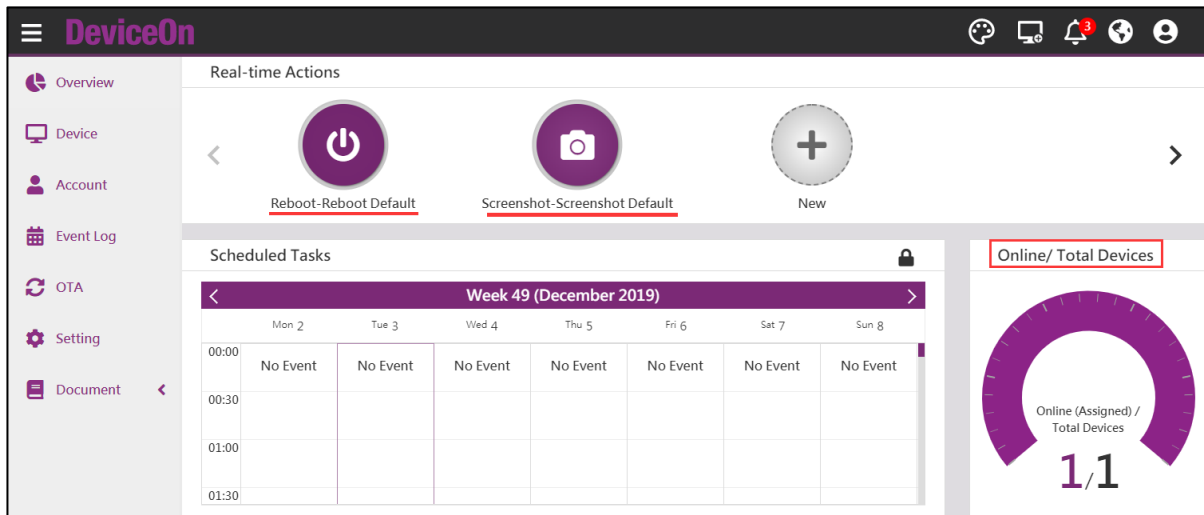 DeviceOn
3
Overview
Device
Account
Event Log
OTA
Setting
Document
Real-time Actions
Reboot-Reboot Default
Screenshot-Screenshot Default
New
Scheduled Tasks
Week 49 (December 2019)
Mon 2 Tue 3 Wed 4 Thu 5 Fri 6 Sat 7 Sun 8
00:00
No Event No Event No Event No Event No Event No Event No Event
00:30
01:00
01:30
Online/ Total Devices
Online (Assigned) /
Total Devices
1/1